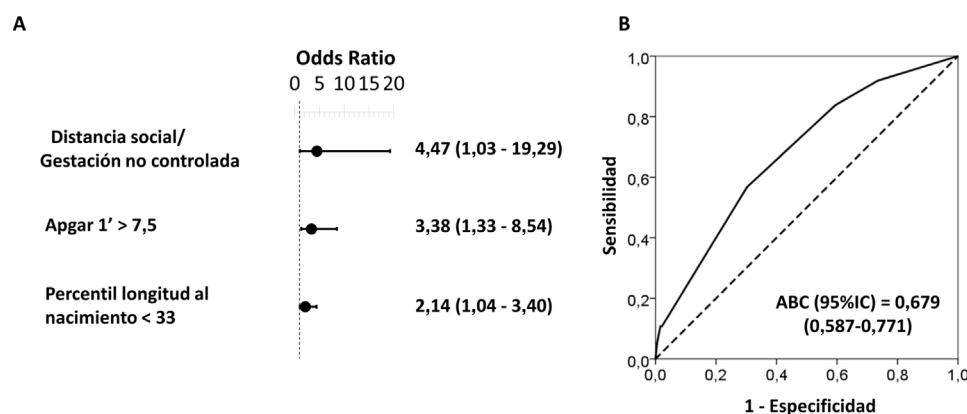 A
Odds Ratio
0 5 10 15 20
Distancia social/
Gestación no controlada
4,47 (1,03 - 19,29)
Apgar 1’ > 7,5
3,38 (1,33 - 8,54)
Percentil longitud al
nacimiento < 33
2,14 (1,04 - 3,40)
B
Sensibilidad
1,0
0,8
0,6
0,4
0,2
0,0
ABC (95%IC) = 0,679
(0,587-0,771)
0,0 0,2 0,4 0,6 0,8 1,0
1 - Especificidad